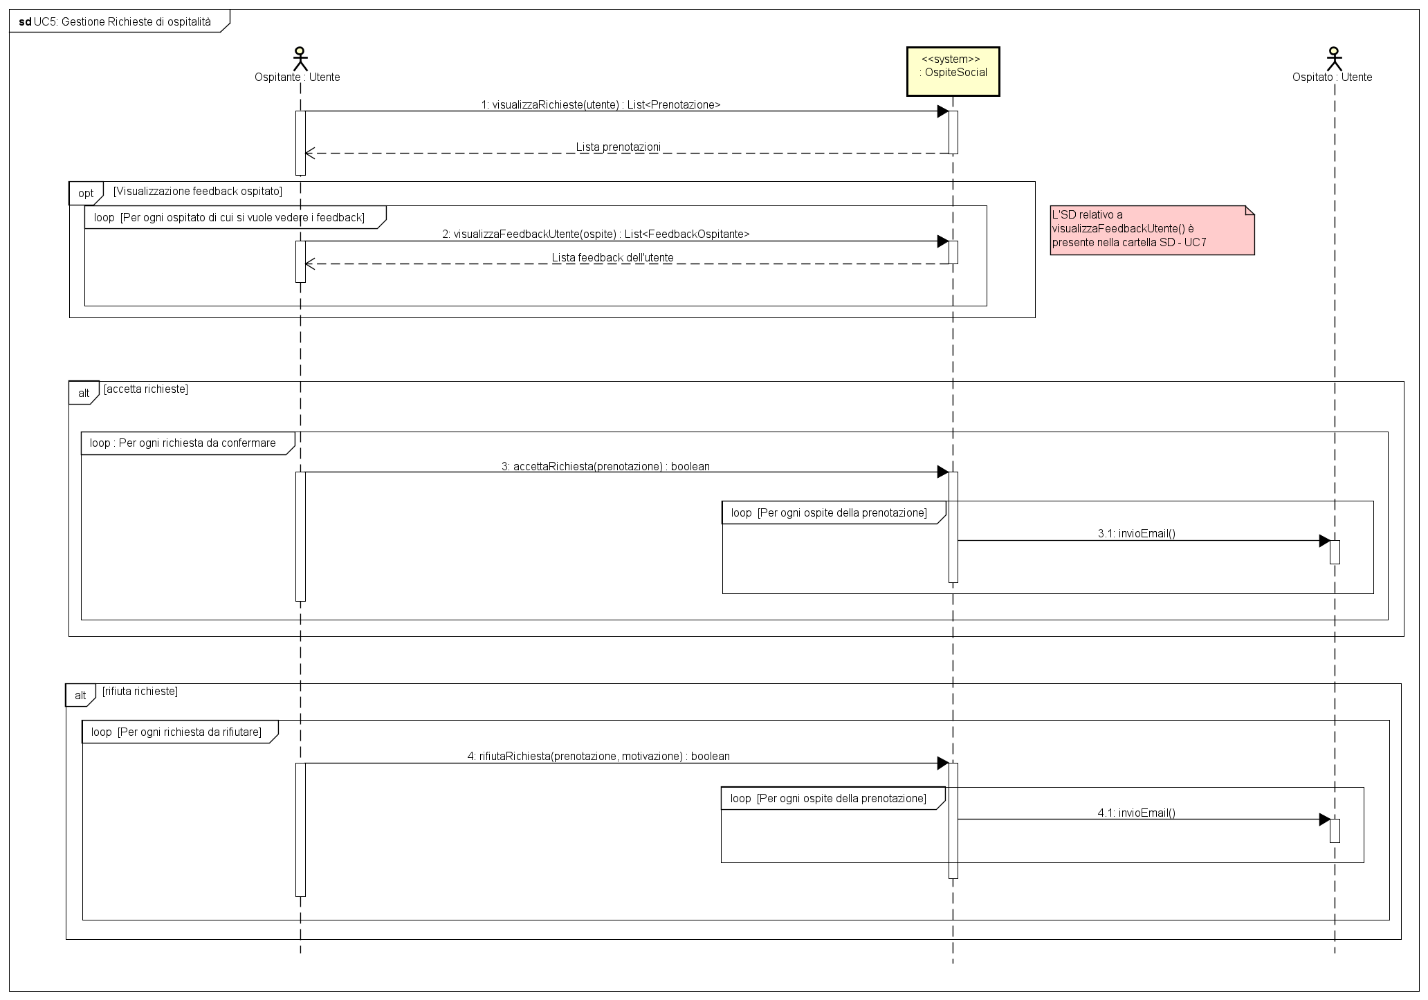 sd UC5: Gestione Richieste di ospitalità
Ospitante : Utente
<<system>>
: OspiteSocial
Ospitato : Utente
1: visualizzaRichieste(utente) : List<Prenotazione>
Lista prenotazioni
opt [Visualizzazione feedback ospitato]
loop [Per ogni ospitato di cui si vuole vedere i feedback]
2: visualizzaFeedbackUtente(ospite) : List<FeedbackOspitante>
Lista feedback dell'utente
L'SD relativo a
visualizzaFeedbackUtente() è
presente nella cartella SD - UC7
alt [accetta richieste]
loop : Per ogni richiesta da confermare
3: accettaRichiesta(prenotazione) : boolean
loop [Per ogni ospite della prenotazione]
3.1: invioEmail()
alt [rifiuta richieste]
loop [Per ogni richiesta da rifiutare]
4: rifiutaRichiesta(prenotazione, motivazione) : boolean
loop [Per ogni ospite della prenotazione]
4.1: invioEmail()